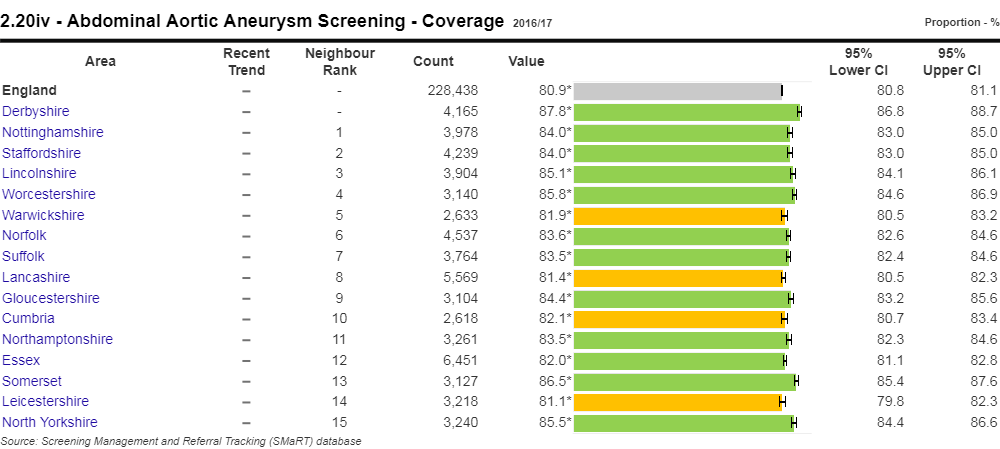 2.20iv - Abdominal Aortic Aneurysm Screening - Coverage 2016/17 Proportion - %
Area Recent Trend Neighbour Rank Count Value 95% Lower CI 95% Upper CI
England – - 228,438 80.9* 80.8 81.1
Derbyshire – - 4,165 87.8* 86.8 88.7
Nottinghamshire – 1 3,978 84.0* 83.0 85.0
Staffordshire – 2 4,239 84.0* 83.0 85.0
Lincolnshire – 3 3,904 85.1* 84.1 86.1
Worcestershire – 4 3,140 85.8* 84.6 86.9
Warwickshire – 5 2,633 81.9* 80.5 83.2
Norfolk – 6 4,537 83.6* 82.6 84.6
Suffolk – 7 3,764 83.5* 82.4 84.6
Lancashire – 8 5,569 81.4* 80.5 82.3
Gloucestershire – 9 3,104 84.4* 83.2 85.6
Cumbria – 10 2,618 82.1* 80.7 83.4
Northamptonshire – 11 3,261 83.5* 82.3 84.6
Essex – 12 6,451 82.0* 81.1 82.8
Somerset – 13 3,127 86.5* 85.4 87.6
Leicestershire – 14 3,218 81.1* 79.8 82.3
North Yorkshire – 15 3,240 85.5* 84.4 86.6
Source: Screening Management and Referral Tracking (SMaRT) database